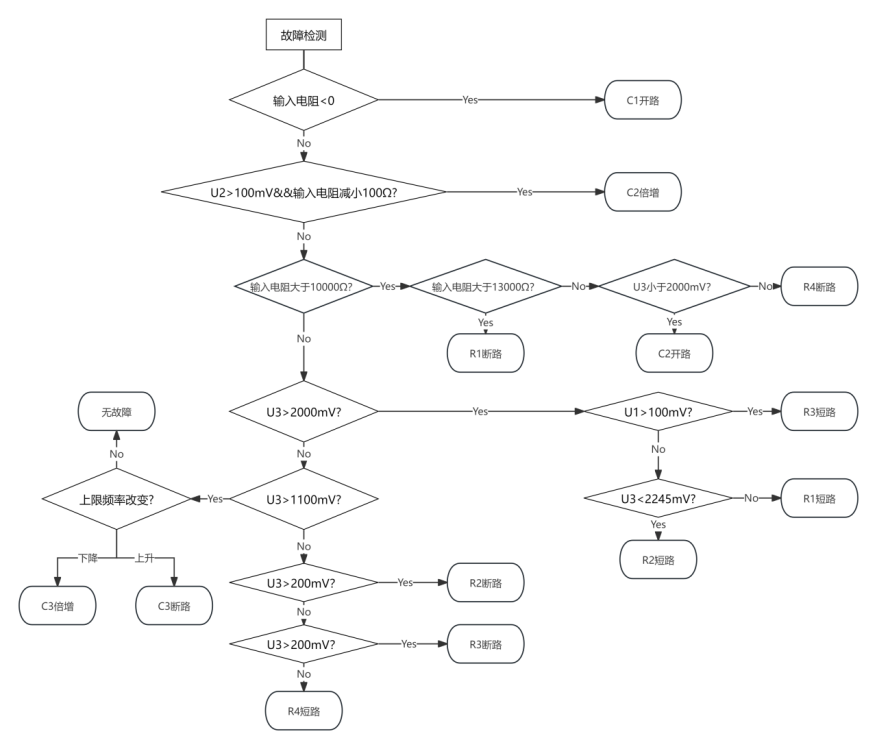 故障检测
输入电阻<0
Yes
C1开路
No
U2>100mV&&输入电阻减小100Ω?
Yes
C2倍增
No
输入电阻大于10000Ω?
Yes
输入电阻大于13000Ω?
No
U3小于2000mV?
No
R4断路
Yes
R1断路
Yes
C2开路
No
U3>2000mV?
Yes
U1>100mV?
Yes
R3短路
无故障
No
No
No
上限频率改变?
Yes
U3>1100mV?
U3<2245mV?
No
R1短路
Yes
R2短路
No
下降
上升
C3倍增
C3断路
U3>200mV?
Yes
R2断路
No
U3>200mV?
Yes
R3断路
No
R4短路